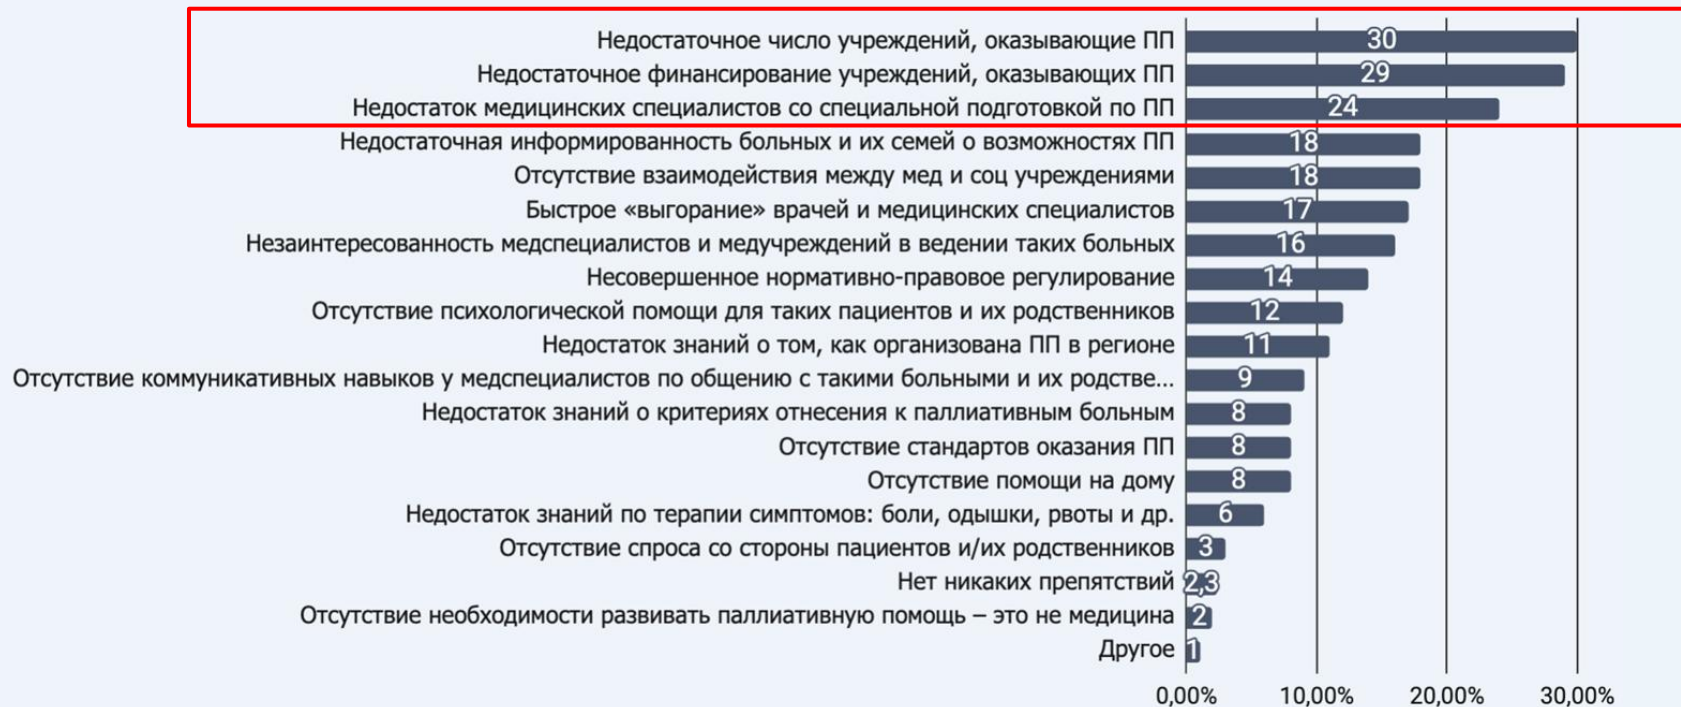 Недостаточное число учреждений, оказывающие ПП 30
Недостаточное финансирование учреждений, оказывающих ПП 29
Недостаток медицинских специалистов со специальной подготовкой по ПП 24
Недостаточная информированность больных и их семей о возможностях ПП 18
Отсутствие взаимодействия между мед и соц учреждениями 18
Быстрое «выгорание» врачей и медицинских специалистов 17
Незаинтересованность медспециалистов и медучреждений в ведении таких больных 16
Несовершенное нормативно-правовое регулирование 14
Отсутствие психологической помощи для таких пациентов и их родственников 12
Недостаток знаний о том, как организована ПП в регионе 11
Отсутствие коммуникативных навыков у медспециалистов по общению с такими больными и их родстве... 9
Недостаток знаний о критериях отнесения к паллиативным больным 8
Отсутствие стандартов оказания ПП 8
Отсутствие помощи на дому 8
Недостаток знаний по терапии симптомов: боли, одышки, рвоты и др. 6
Отсутствие спроса со стороны пациентов и/их родственников 3
Нет никаких препятствий 2,3
Отсутствие необходимости развивать паллиативную помощь – это не медицина 2
Другое 1
0,00% 10,00% 20,00% 30,00%